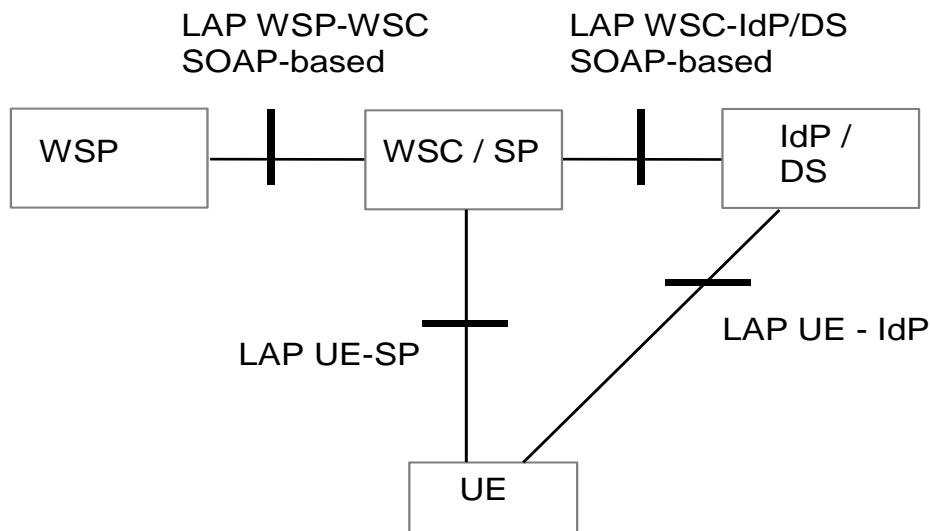 LAP WSP-WSC
SOAP-based
LAP WSC-IdP/DS
SOAP-based
WSP
WSC / SP
IdP /
DS
LAP UE-SP
LAP UE - IdP
UE